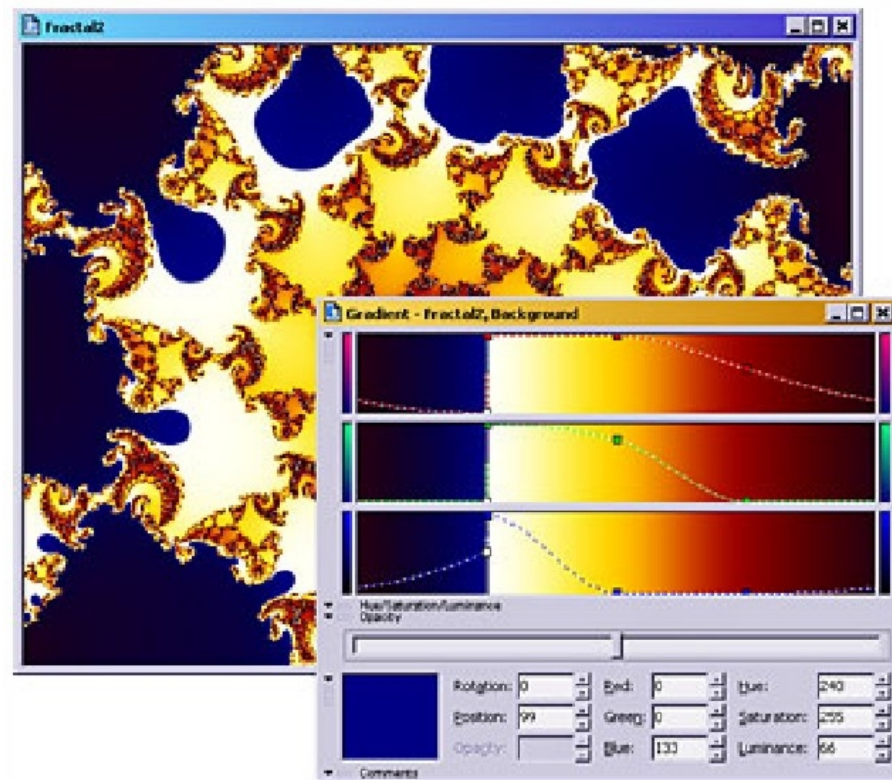 Fractal2
Gradient - Fractal2, Background
Hue/Saturation/Luminance
Opacity
Rotation: 0 Red: 0 Hue: 240
Position: 99 Green: 0 Saturation: 255
Opacity: Blue: 133 Luminance: 66
Comments